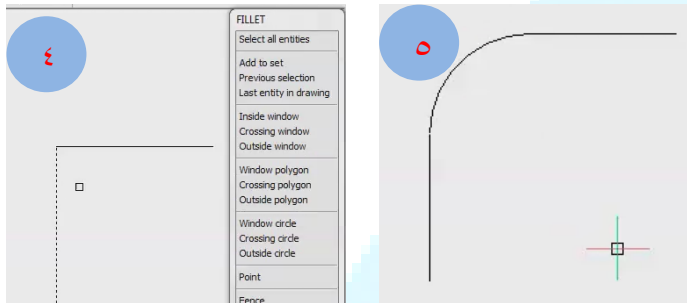 ٤
FILLET
Select all entities
Add to set
Previous selection
Last entity in drawing
Inside window
Crossing window
Outside window
Window polygon
Crossing polygon
Outside polygon
Window circle
Crossing circle
Outside circle
Point
Fence
٥